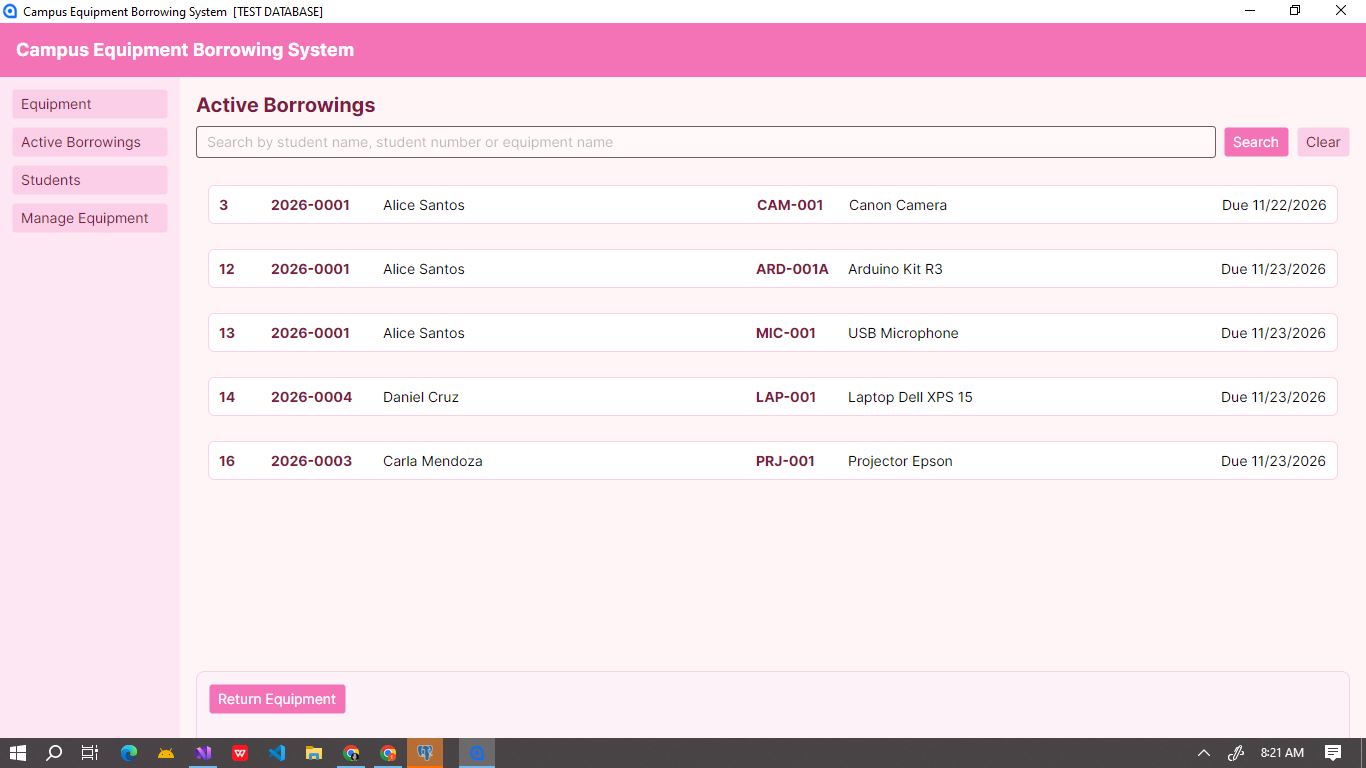 Campus Equipment Borrowing System [TEST DATABASE]
Campus Equipment Borrowing System
Equipment
Active Borrowings
Students
Manage Equipment
Active Borrowings
Search by student name, student number or equipment name
Search
Clear
3 2026-0001 Alice Santos CAM-001 Canon Camera Due 11/22/2026
12 2026-0001 Alice Santos ARD-001A Arduino Kit R3 Due 11/23/2026
13 2026-0001 Alice Santos MIC-001 USB Microphone Due 11/23/2026
14 2026-0004 Daniel Cruz LAP-001 Laptop Dell XPS 15 Due 11/23/2026
16 2026-0003 Carla Mendoza PRJ-001 Projector Epson Due 11/23/2026
Return Equipment
8:21 AM